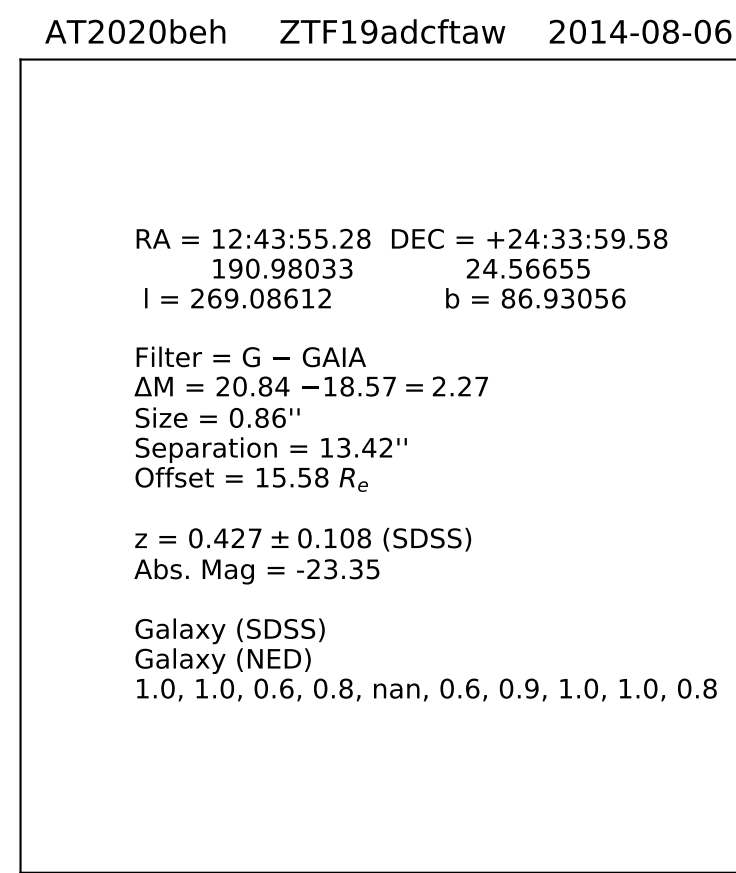 AT2020beh ZTF19adcftaw 2014-08-06
RA = 12:43:55.28 DEC = +24:33:59.58
190.98033 24.56655
l = 269.08612 b = 86.93056
Filter = G − GAIA
ΔM = 20.84 −18.57 = 2.27
Size = 0.86''
Separation = 13.42''
Offset = 15.58 Re
z = 0.427 ± 0.108 (SDSS)
Abs. Mag = -23.35
Galaxy (SDSS)
Galaxy (NED)
1.0, 1.0, 0.6, 0.8, nan, 0.6, 0.9, 1.0, 1.0, 0.8